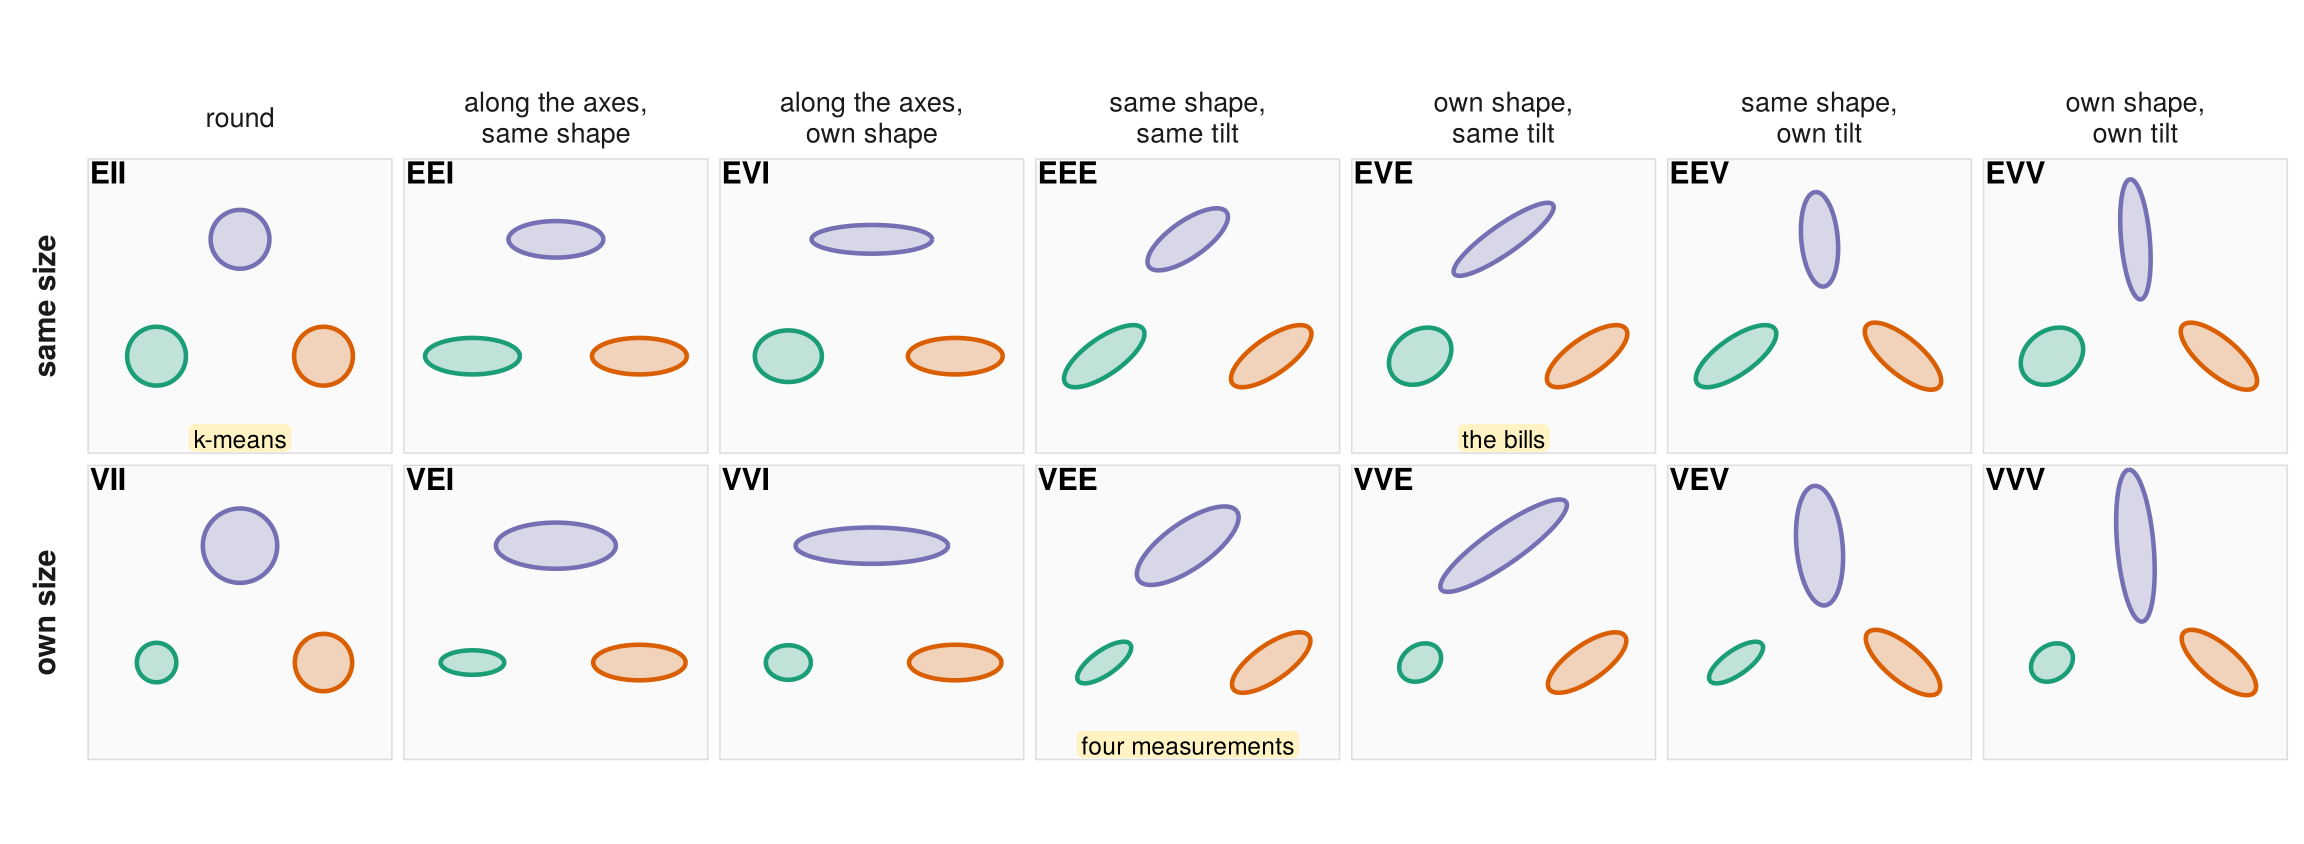 round
along the axes,
same shape
along the axes,
own shape
same shape,
same tilt
own shape,
same tilt
same shape,
own tilt
own shape,
own tilt
same size
EII
EEI
EVI
EEE
EVE
EEV
EVV
k-means
the bills
own size
VII
VEI
VVI
VEE
VVE
VEV
VVV
four measurements